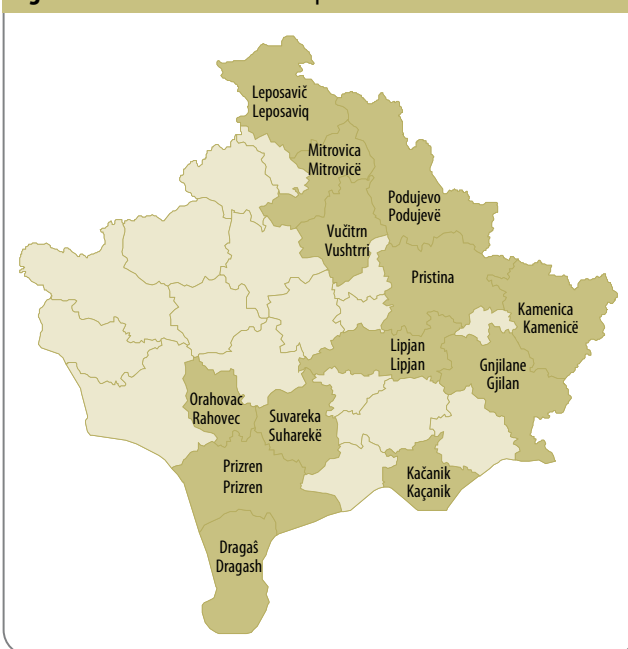 Leposavič
Leposaviq
Mitrovica
Mitrovicë
Podujevo
Podujevë
Vučitrn
Vushtrri
Pristina
Kamenica
Kamenicë
Lipjan
Lipjan
Gnjilane
Gjilan
Orahovac
Rahovec
Suvareka
Suharekë
Prizren
Prizren
Kačanik
Kaçanik
Dragaŝ
Dragash